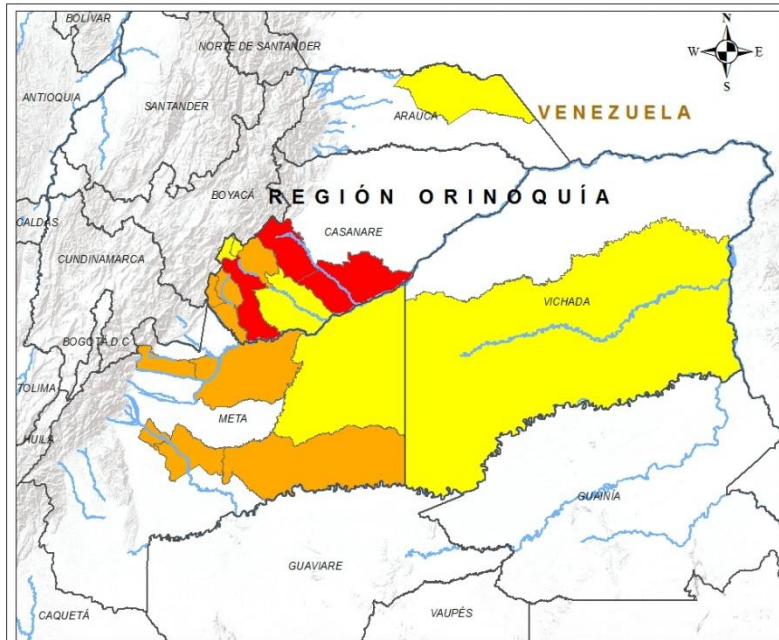 BOLÍVAR
N
NORTE DE SANTANDER
W
E
S
ANTIOQUIA
SANTANDER
ARAUCA
VENEZUELA
BOYACÁ
REGIÓN ORINOQUÍA
CALDAS
CASANARE
CUNDINAMARCA
VICHADA
BOGOTÁ D.C
TOLIMA
META
HUILA
GUAINÍA
GUAVIARE
CAQUETÁ
VAUPÉS